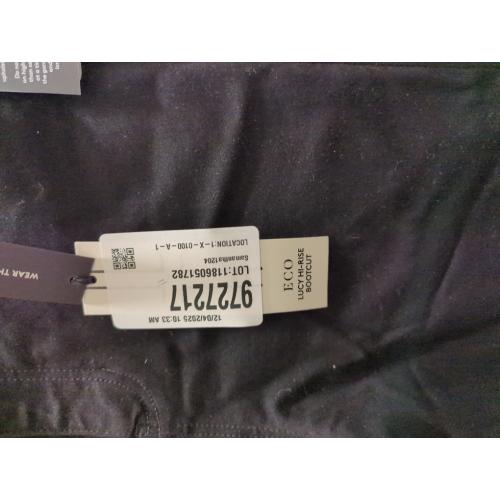 WEAR TH
LOCATION:1-X-0100-A-1
Samantha1204
LOT:1186051782
9727217
12/04/2025 10:33 AM
ECO
LUCY HI-RISE
BOOTCUT